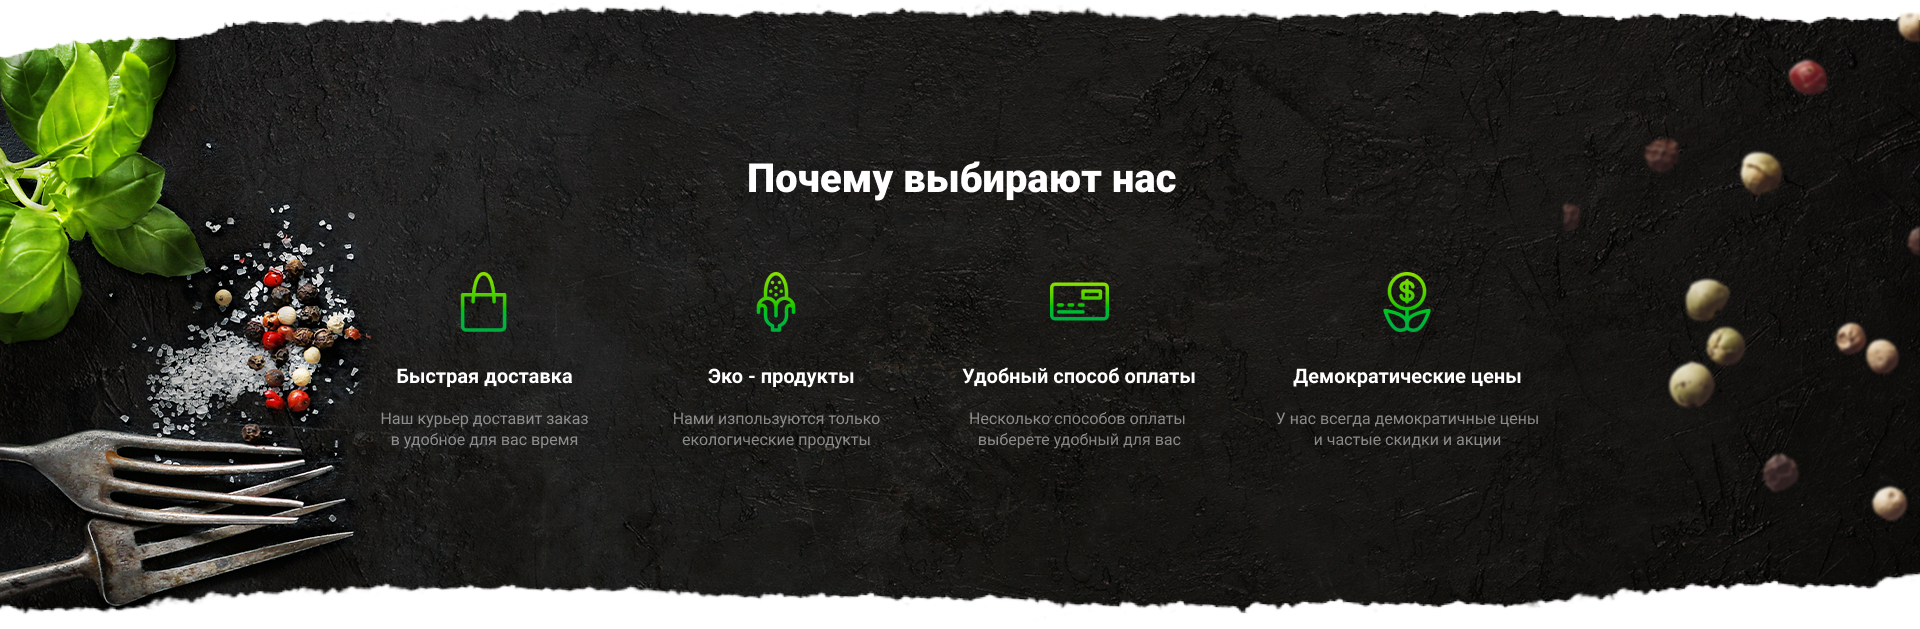 Почему выбирают нас
Быстрая доставка
Наш курьер доставит заказ
в удобное для вас время
Эко - продукты
Нами изпользуются только
екологические продукты
Удобный способ оплаты
Несколько способов оплаты
выберете удобный для вас
Демократические цены
У нас всегда демократичные цены
и частые скидки и акции